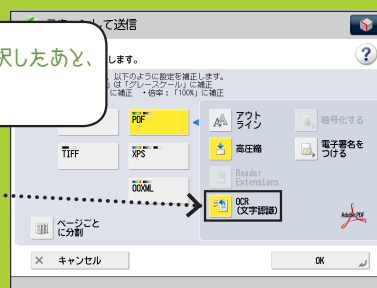 して送信
択したあと、
します。
以下のように設定を補正します。
は「グレースケール」に補正
に補正 ・倍率：「100%」に補正
?
PDF
アウト
ライン
暗号化する
TIFF
XPS
高圧縮
電子署名を
つける
Reader
Extensions
OOXML
OCR
(文字認識)
Adobe PDF
ページごと
に分割
× キャンセル
OK